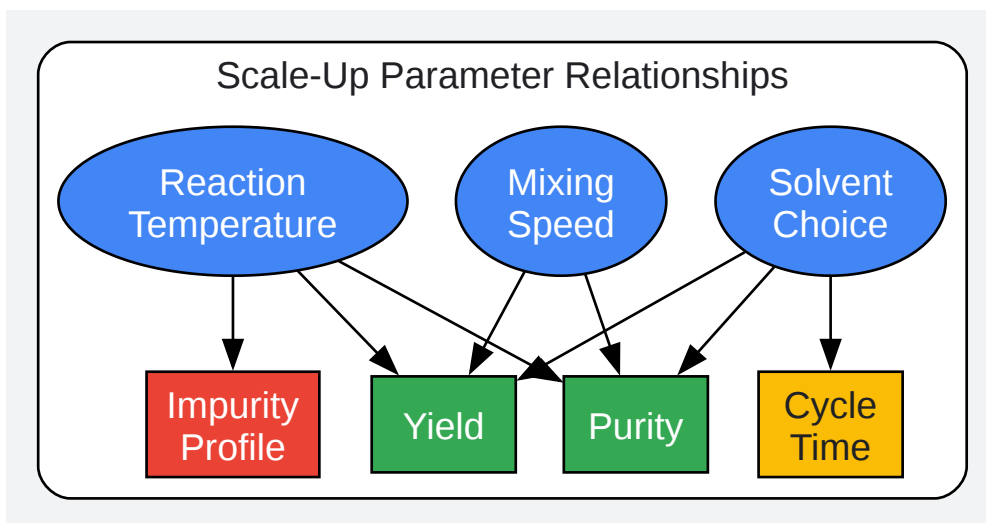 Scale-Up Parameter Relationships
Reaction
Temperature
Mixing
Speed
Solvent
Choice
Impurity
Profile
Yield
Purity
Cycle
Time